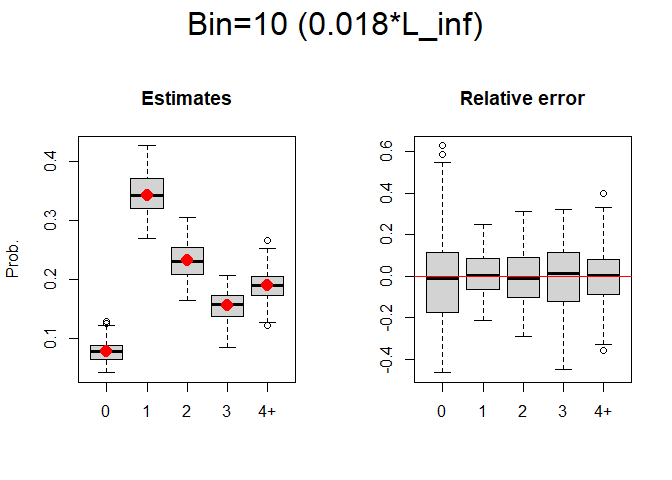 Bin=10 (0.018*L_inf)
Estimates
Prob.
0.4
0.3
0.2
0.1
0 1 2 3 4+
Relative error
0.6
0.4
0.2
0.0
-0.2
-0.4
0 1 2 3 4+